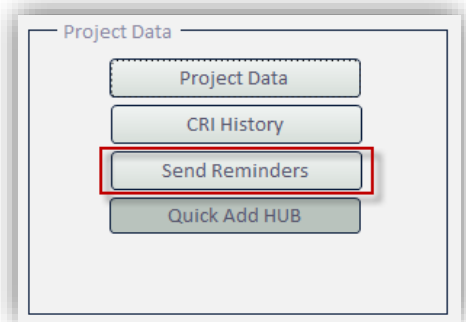 Project Data
Project Data
CRI History
Send Reminders
Quick Add HUB